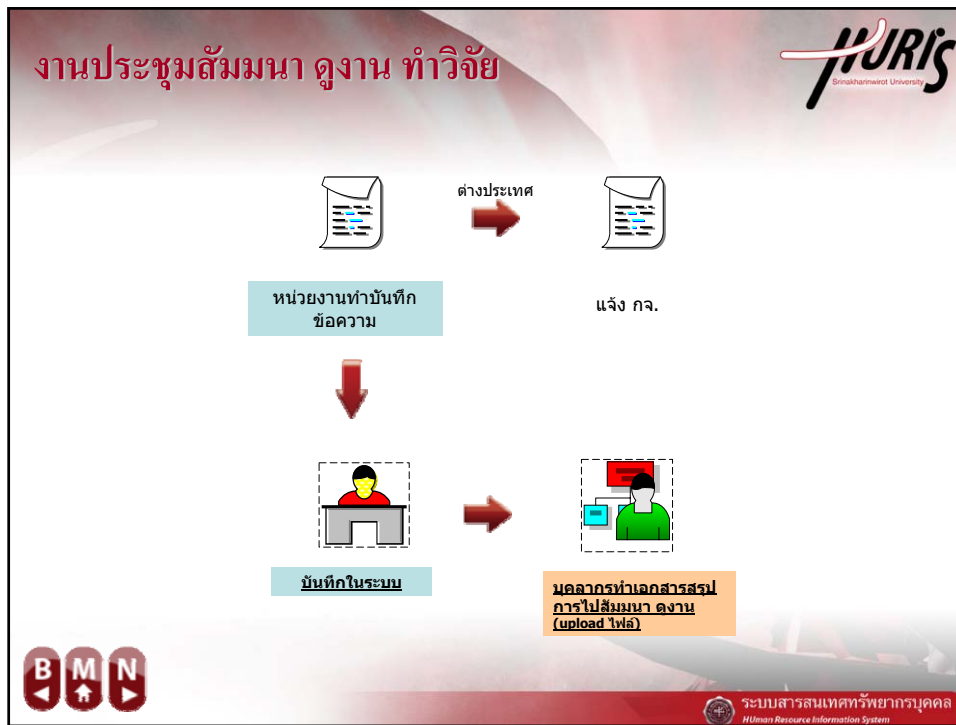 งานประชุมสัมมนา ดูงาน ทำวิจัย
HURIS
Srinakharinwirot University
ต่างประเทศ
หน่วยงานทำบันทึก
ข้อความ
แจ้ง กจ.
บันทึกในระบบ
บุคลากรทำเอกสารสรุป
การไปสัมมนา ดูงาน
(upload ไฟล์)
B M N
ระบบสารสนเทศทรัพยากรบุคคล
HUman Resource Information System